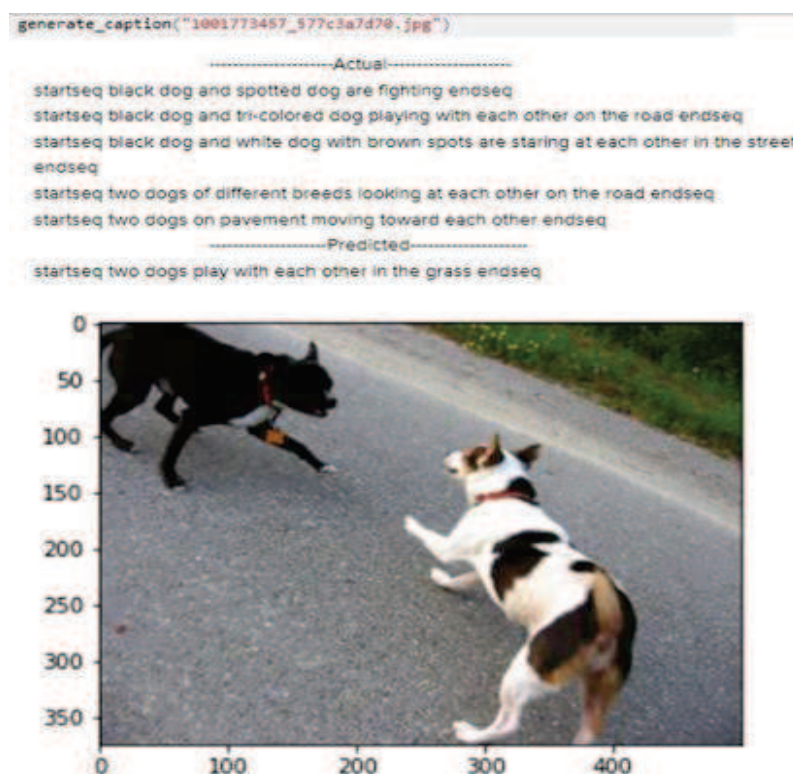 generate_caption("1001773457_577c3a7d70.jpg")
--------------------Actual--------------------
startseq black dog and spotted dog are fighting endseq
startseq black dog and tri-colored dog playing with each other on the road endseq
startseq black dog and white dog with brown spots are staring at each other in the street
endseq
startseq two dogs of different breeds looking at each other on the road endseq
startseq two dogs on pavement moving toward each other endseq
--------------------Predicted--------------------
startseq two dogs play with each other in the grass endseq
0
50
100
150
200
250
300
350
0 100 200 300 400